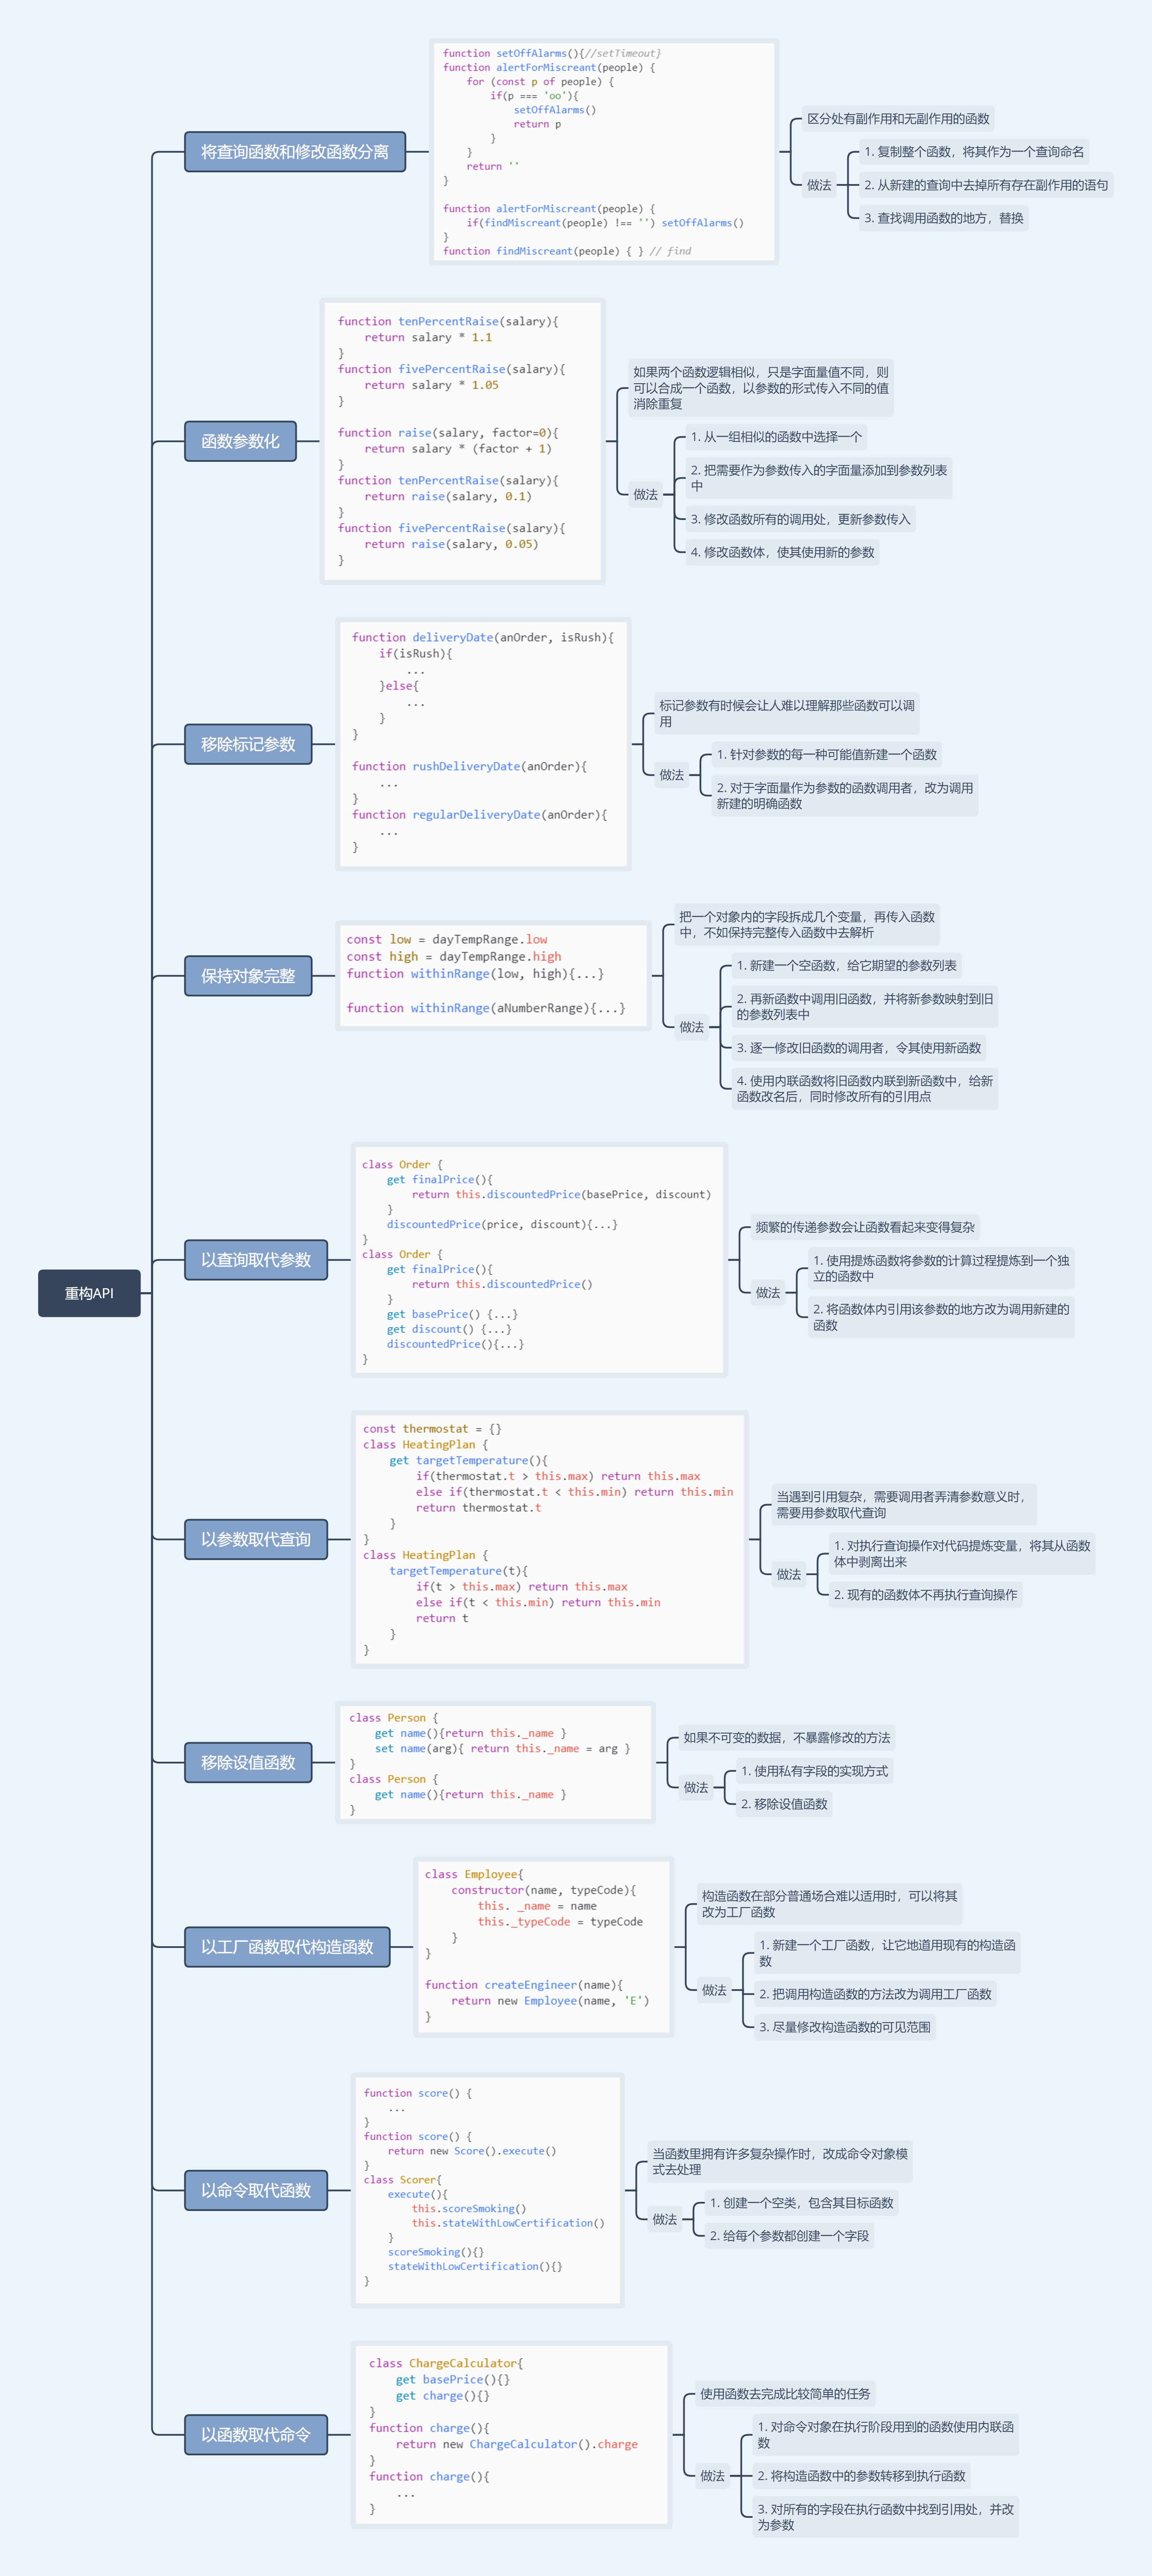 重构API
将查询函数和修改函数分离
function setOffAlarms(){//setTimeout}
function alertForMiscreant(people) {
for (const p of people) {
if(p === 'oo'){
setOffAlarms()
return p
}
}
return ''
}
function alertForMiscreant(people) {
if(findMiscreant(people) !== '') setOffAlarms()
}
function findMiscreant(people) { } // find
区分处有副作用和无副作用的函数
做法
1. 复制整个函数，将其作为一个查询命名
2. 从新建的查询中去掉所有存在副作用的语句
3. 查找调用函数的地方，替换
函数参数化
function tenPercentRaise(salary){
return salary * 1.1
}
function fivePercentRaise(salary){
return salary * 1.05
}
function raise(salary, factor=0){
return salary * (factor + 1)
}
function tenPercentRaise(salary){
return raise(salary, 0.1)
}
function fivePercentRaise(salary){
return raise(salary, 0.05)
}
如果两个函数逻辑相似，只是字面量值不同，则
可以合成一个函数，以参数的形式传入不同的值
消除重复
做法
1. 从一组相似的函数中选择一个
2. 把需要作为参数传入的字面量添加到参数列表
中
3. 修改函数所有的调用处，更新参数传入
4. 修改函数体，使其使用新的参数
移除标记参数
function deliveryDate(anOrder, isRush){
if(isRush){
...
}else{
...
}
}
function rushDeliveryDate(anOrder){
...
}
function regularDeliveryDate(anOrder){
...
}
标记参数有时候会让人难以理解那些函数可以调
用
做法
1. 针对参数的每一种可能值新建一个函数
2. 对于字面量作为参数的函数调用者，改为调用
新建的明确函数
保持对象完整
const low = dayTempRange.low
const high = dayTempRange.high
function withinRange(low, high){...}
function withinRange(aNumberRange){...}
把一个对象内的字段拆成几个变量，再传入函数
中，不如保持完整传入函数中去解析
做法
1. 新建一个空函数，给它期望的参数列表
2. 再新函数中调用旧函数，并将新参数映射到旧
的参数列表中
3. 逐一修改旧函数的调用者，令其使用新函数
4. 使用内联函数将旧函数内联到新函数中，给新
函数改名后，同时修改所有的引用点
以查询取代参数
class Order {
get finalPrice(){
return this.discountedPrice(basePrice, discount)
}
discountedPrice(price, discount){...}
}
class Order {
get finalPrice(){
return this.discountedPrice()
}
get basePrice() {...}
get discount() {...}
discountedPrice(){...}
}
频繁的传递参数会让函数看起来变得复杂
做法
1. 使用提炼函数将参数的计算过程提炼到一个独
立的函数中
2. 将函数体内引用该参数的地方改为调用新建的
函数
以参数取代查询
const thermostat = {}
class HeatingPlan {
get targetTemperature(){
if(thermostat.t > this.max) return this.max
else if(thermostat.t < this.min) return this.min
return thermostat.t
}
}
class HeatingPlan {
targetTemperature(t){
if(t > this.max) return this.max
else if(t < this.min) return this.min
return t
}
}
当遇到引用复杂，需要调用者弄清参数意义时，
需要用参数取代查询
做法
1. 对执行查询操作对代码提炼变量，将其从函数
体中剥离出来
2. 现有的函数体不再执行查询操作
移除设值函数
class Person {
get name(){return this._name }
set name(arg){ return this._name = arg }
}
class Person {
get name(){return this._name }
}
如果不可变的数据，不暴露修改的方法
做法
1. 使用私有字段的实现方式
2. 移除设值函数
以工厂函数取代构造函数
class Employee{
constructor(name, typeCode){
this. _name = name
this._typeCode = typeCode
}
}
function createEngineer(name){
return new Employee(name, 'E')
}
构造函数在部分普通场合难以适用时，可以将其
改为工厂函数
做法
1. 新建一个工厂函数，让它地道用现有的构造函
数
2. 把调用构造函数的方法改为调用工厂函数
3. 尽量修改构造函数的可见范围
以命令取代函数
function score() {
...
}
function score() {
return new Score().execute()
}
class Scorer{
execute(){
this.scoreSmoking()
this.stateWithLowCertification()
}
scoreSmoking(){}
stateWithLowCertification(){}
}
当函数里拥有许多复杂操作时，改成命令对象模
式去处理
做法
1. 创建一个空类，包含其目标函数
2. 给每个参数都创建一个字段
以函数取代命令
class ChargeCalculator{
get basePrice(){}
get charge(){}
}
function charge(){
return new ChargeCalculator().charge
}
function charge(){
...
}
使用函数去完成比较简单的任务
做法
1. 对命令对象在执行阶段用到的函数使用内联函
数
2. 将构造函数中的参数转移到执行函数
3. 对所有的字段在执行函数中找到引用处，并改
为参数